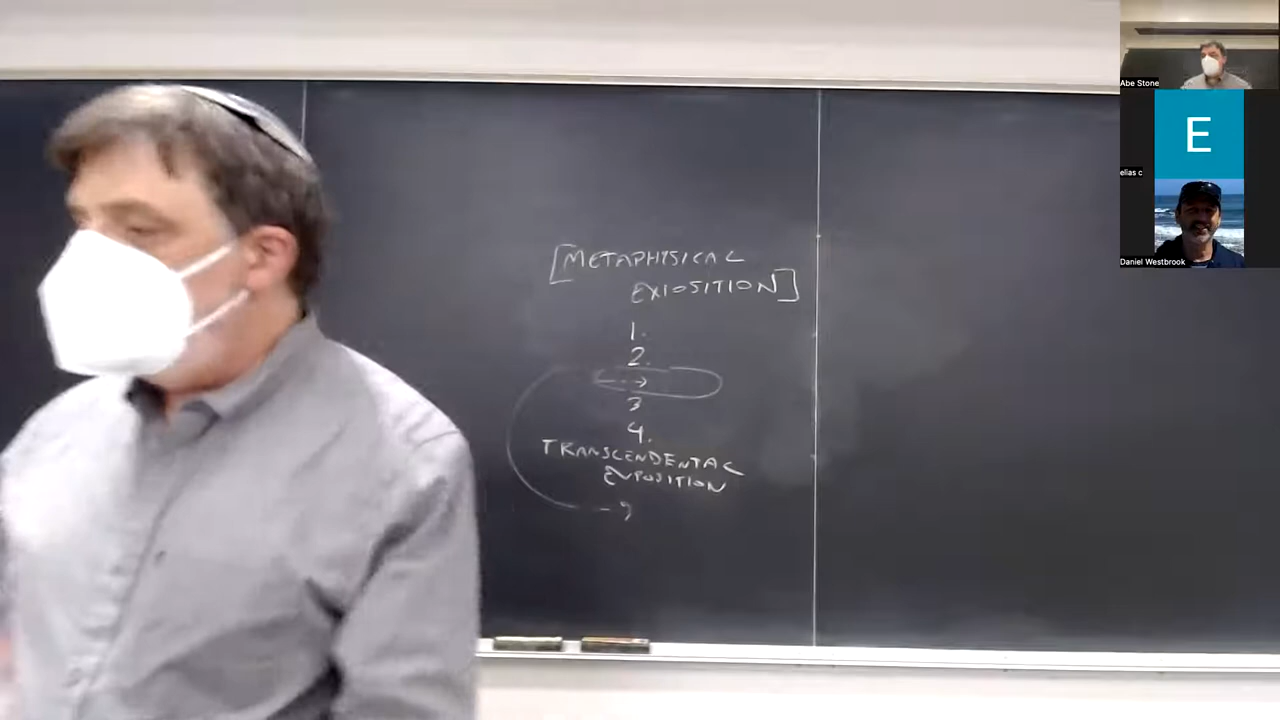 [METAPHYSICAL
EXPOSITION]
1.
2.
3
4.
TRANSCENDENTAL
EXPOSITION
Abe Stone
E
elias c
Daniel Westbrook